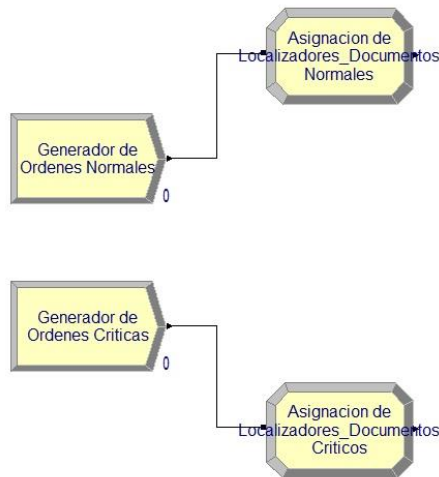 Asignacion de
Localizadores_Documentos
Normales
Generador de
Ordenes Normales
0
Generador de
Ordenes Criticas
0
Asignacion de
Localizadores_Documentos
Criticos